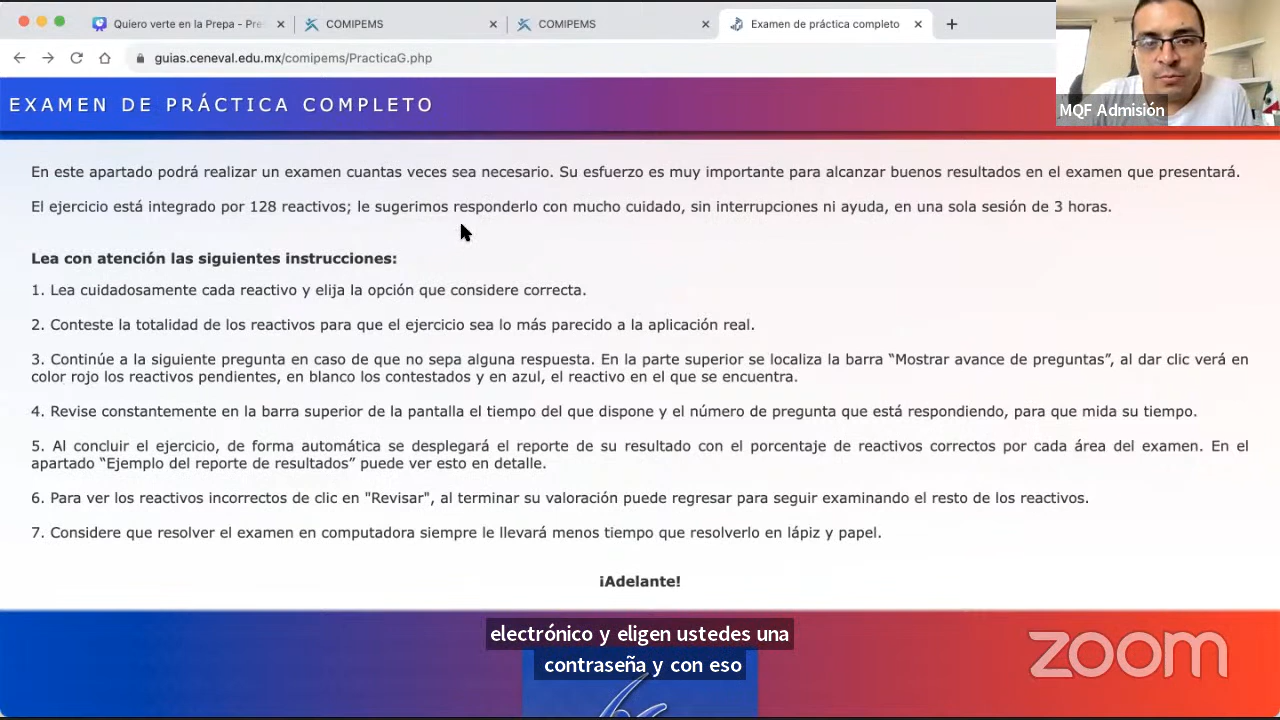 Quiero verte en la Prepa - Pre
COMIPEMS
COMIPEMS
Examen de práctica completo
guias.ceneval.edu.mx/comipems/PracticaG.php
MQF Admisión
EXAMEN DE PRÁCTICA COMPLETO
En este apartado podrá realizar un examen cuantas veces sea necesario. Su esfuerzo es muy importante para alcanzar buenos resultados en el examen que presentará.
El ejercicio está integrado por 128 reactivos; le sugerimos responderlo con mucho cuidado, sin interrupciones ni ayuda, en una sola sesión de 3 horas.
Lea con atención las siguientes instrucciones:
1. Lea cuidadosamente cada reactivo y elija la opción que considere correcta.
2. Conteste la totalidad de los reactivos para que el ejercicio sea lo más parecido a la aplicación real.
3. Continúe a la siguiente pregunta en caso de que no sepa alguna respuesta. En la parte superior se localiza la barra “Mostrar avance de preguntas”, al dar clic verá en
color rojo los reactivos pendientes, en blanco los contestados y en azul, el reactivo en el que se encuentra.
4. Revise constantemente en la barra superior de la pantalla el tiempo del que dispone y el número de pregunta que está respondiendo, para que mida su tiempo.
5. Al concluir el ejercicio, de forma automática se desplegará el reporte de su resultado con el porcentaje de reactivos correctos por cada área del examen. En el
apartado “Ejemplo del reporte de resultados” puede ver esto en detalle.
6. Para ver los reactivos incorrectos de clic en "Revisar", al terminar su valoración puede regresar para seguir examinando el resto de los reactivos.
7. Considere que resolver el examen en computadora siempre le llevará menos tiempo que resolverlo en lápiz y papel.
¡Adelante!
electrónico y eligen ustedes una
contraseña y con eso
zoom